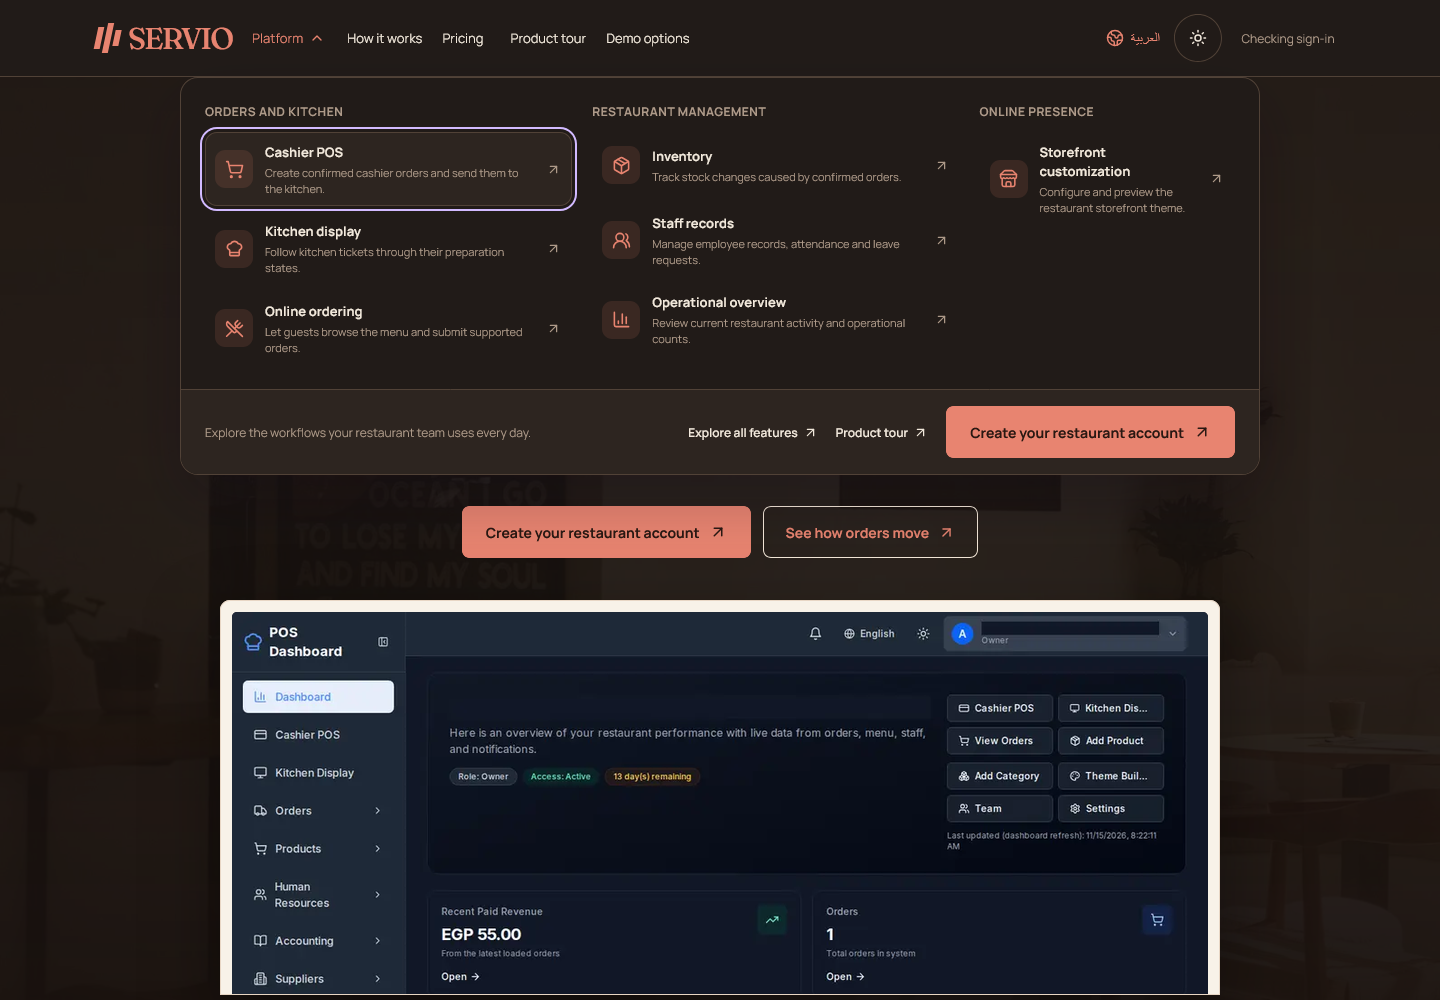 SERVIO
Platform
How it works
Pricing
Product tour
Demo options
العربية
Checking sign-in
ORDERS AND KITCHEN
Cashier POS
Create confirmed cashier orders and send them to
the kitchen.
Kitchen display
Follow kitchen tickets through their preparation
states.
Online ordering
Let guests browse the menu and submit supported
orders.
RESTAURANT MANAGEMENT
Inventory
Track stock changes caused by confirmed orders.
Staff records
Manage employee records, attendance and leave
requests.
Operational overview
Review current restaurant activity and operational
counts.
ONLINE PRESENCE
Storefront
customization
Configure and preview the
restaurant storefront theme.
Explore the workflows your restaurant team uses every day.
Explore all features
Product tour
Create your restaurant account
GO
TO LOSE MY
AND FIND MY SOUL
Create your restaurant account
See how orders move
POS
Dashboard
English
A
Owner
Dashboard
Cashier POS
Kitchen Display
Orders
Products
Human
Resources
Accounting
Suppliers
Here is an overview of your restaurant performance with live data from orders, menu, staff,
and notifications.
Role: Owner
Access: Active
13 day(s) remaining
Cashier POS
Kitchen Dis...
View Orders
Add Product
Add Category
Theme Buil...
Team
Settings
Last updated (dashboard refresh): 11/15/2026, 8:22:11
AM
Recent Paid Revenue
EGP 55.00
From the latest loaded orders
Open →
Orders
1
Total orders in system
Open →